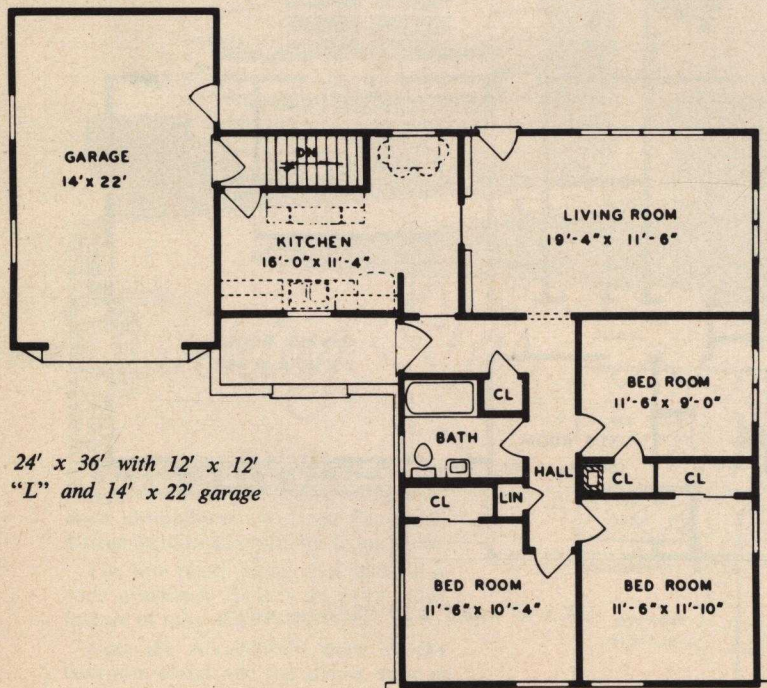 GARAGE
14' x 22'
DN
KITCHEN
16'-0" x 11'-4"
LIVING ROOM
19'-4" x 11'-6"
CL
BED ROOM
11'-6" x 9'-0"
BATH
HALL
CL
CL
CL
LIN
BED ROOM
11'-6" x 10'-4"
BED ROOM
11'-6" x 11'-10"
24' x 36' with 12' x 12'
“L” and 14' x 22' garage